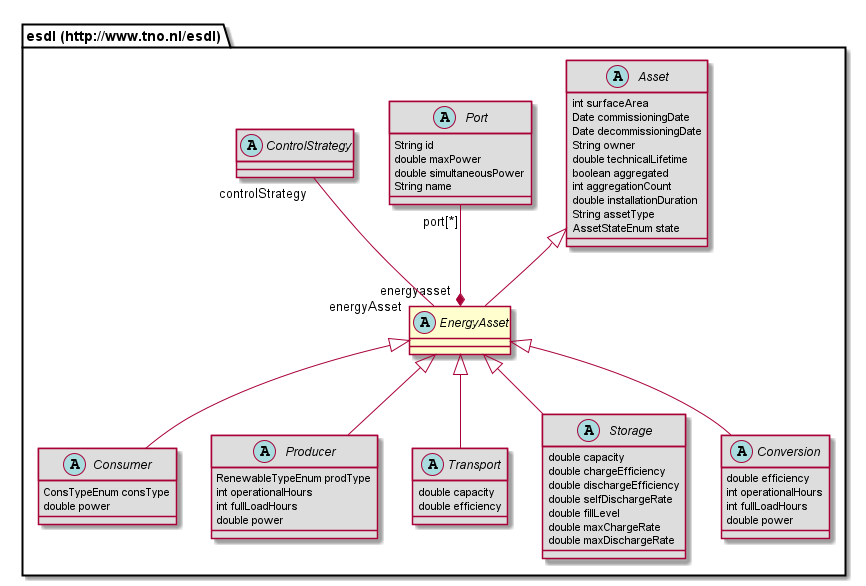 esdl (http://www.tno.nl/esdl)
A Asset
int surfaceArea
Date commissioningDate
Date decommissioningDate
String owner
double technicalLifetime
boolean aggregated
int aggregationCount
double installationDuration
String assetType
AssetStateEnum state
A Port
String id
double maxPower
double simultaneousPower
String name
A ControlStrategy
controlStrategy
port[*]
energyasset
energyAsset
A EnergyAsset
A Consumer
ConsTypeEnum consType
double power
A Producer
RenewableTypeEnum prodType
int operationalHours
int fullLoadHours
double power
A Transport
double capacity
double efficiency
A Storage
double capacity
double chargeEfficiency
double dischargeEfficiency
double selfDischargeRate
double fillLevel
double maxChargeRate
double maxDischargeRate
A Conversion
double efficiency
int operationalHours
int fullLoadHours
double power